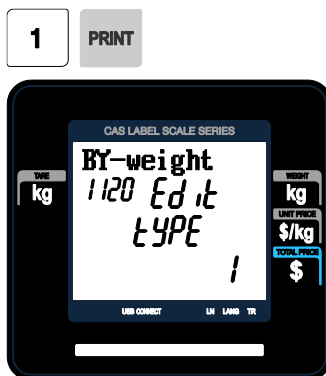 1 PRINT
CAS LABEL SCALE SERIES
BY-weight
TARE
kg
1120 Edit
tYPE
1
WEIGHT
kg
UNIT PRICE
$/kg
TOTAL PRICE
$
USB CONNECT LN LANG TR